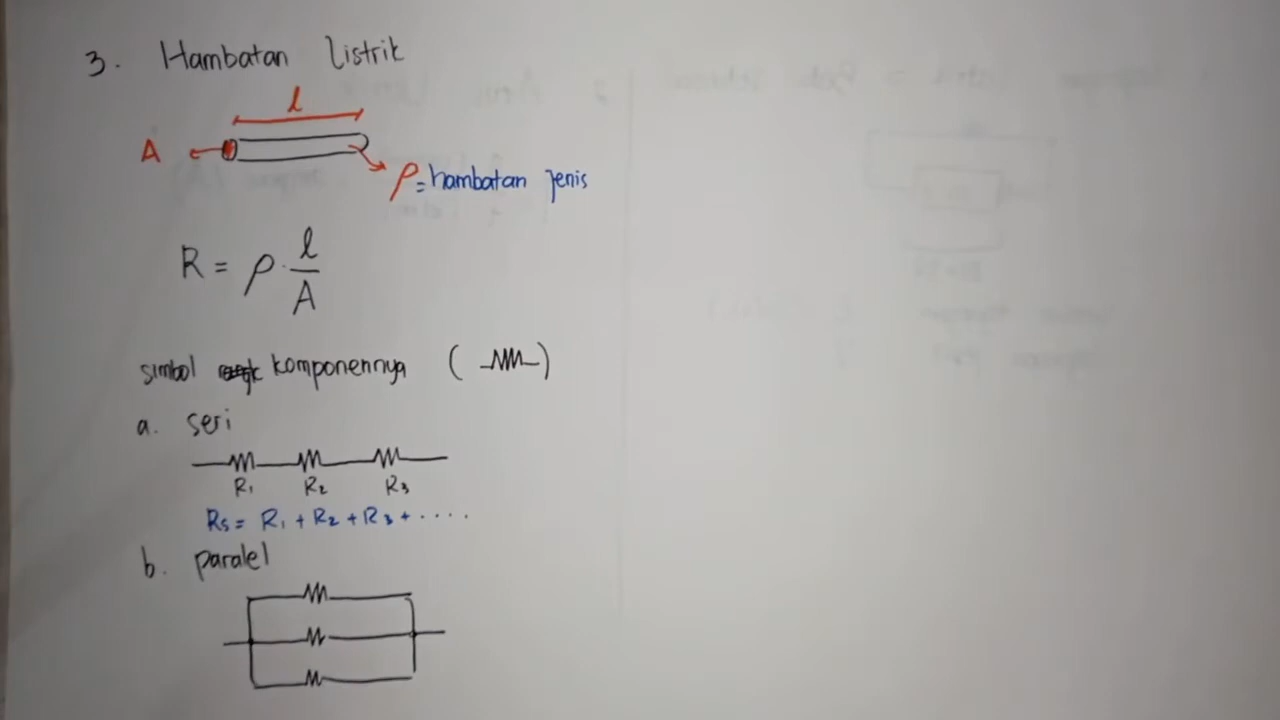 3. Hambatan Listrik
l
A
ρ = hambatan jenis
R = ρ . l/A
simbol komponennya ( )
a. seri
R₁ R₂ R₃
Rs = R₁ + R₂ + R₃ + ....
b. paralel